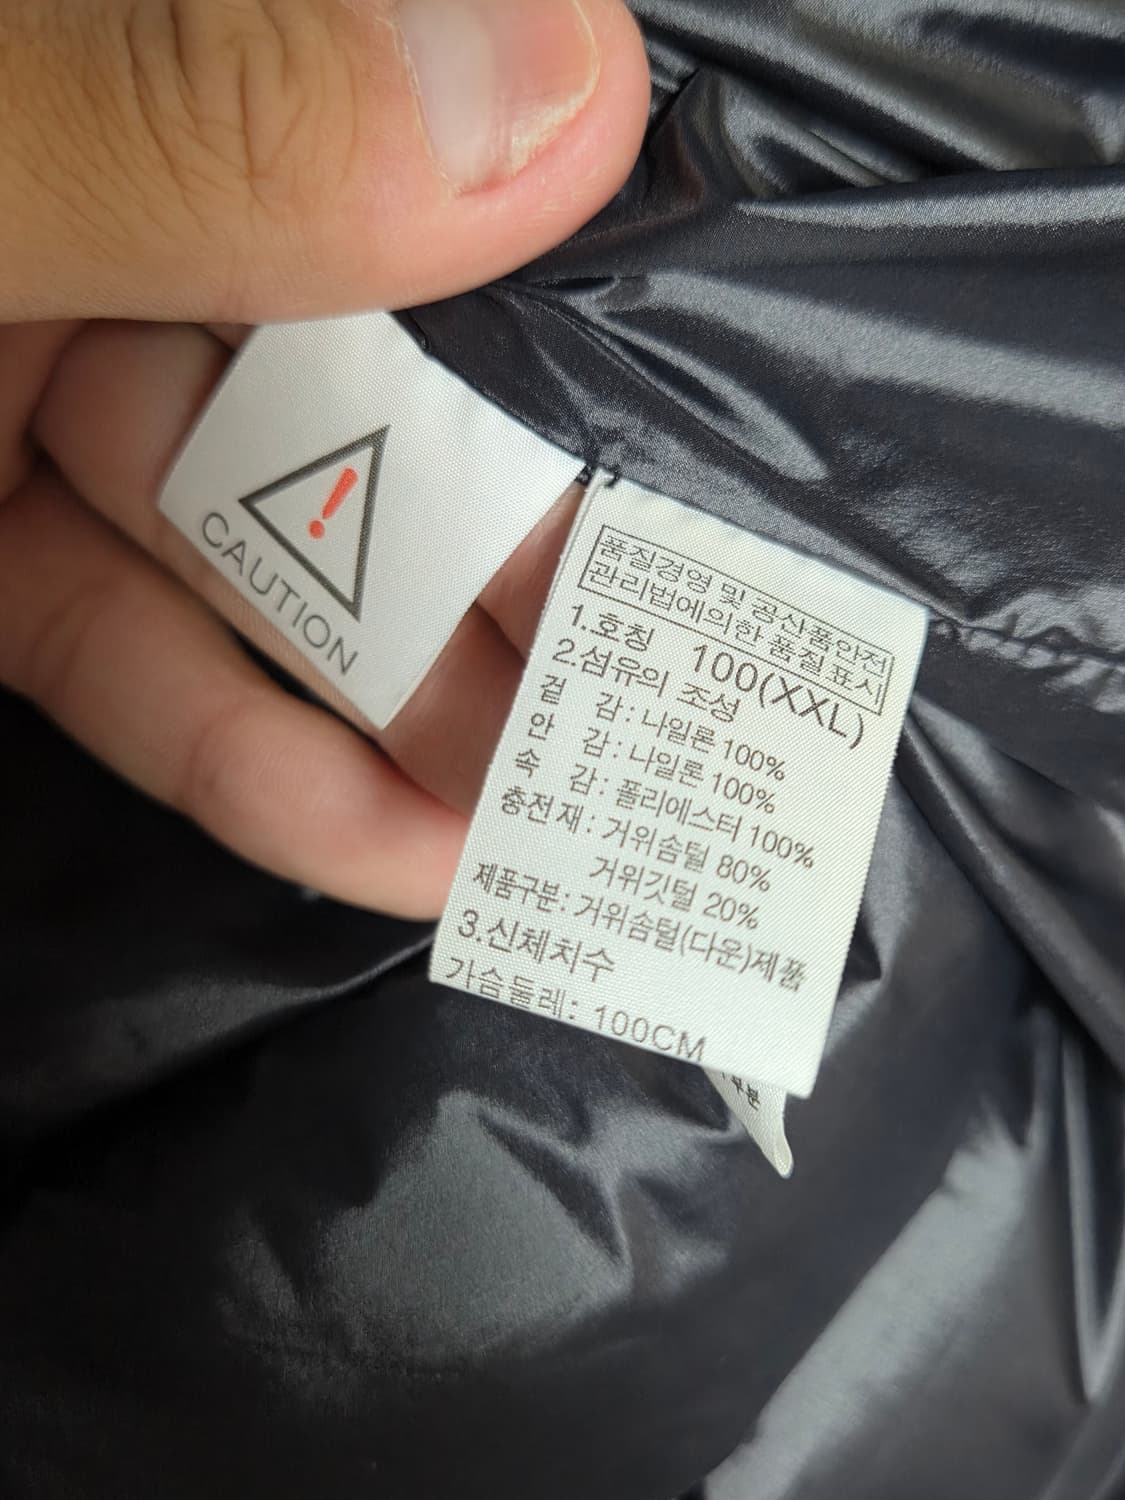 CAUTION
품질경영 및 공산품안전
관리법에의한 품질표시
1.호칭 100(XXL)
2.섬유의 조성
겉 감: 나일론 100%
안 감: 나일론 100%
속 감: 폴리에스터 100%
충전재: 거위솜털 80%
거위깃털 20%
제품구분: 거위솜털(다운)제품
3.신체치수
가슴둘레: 100CM